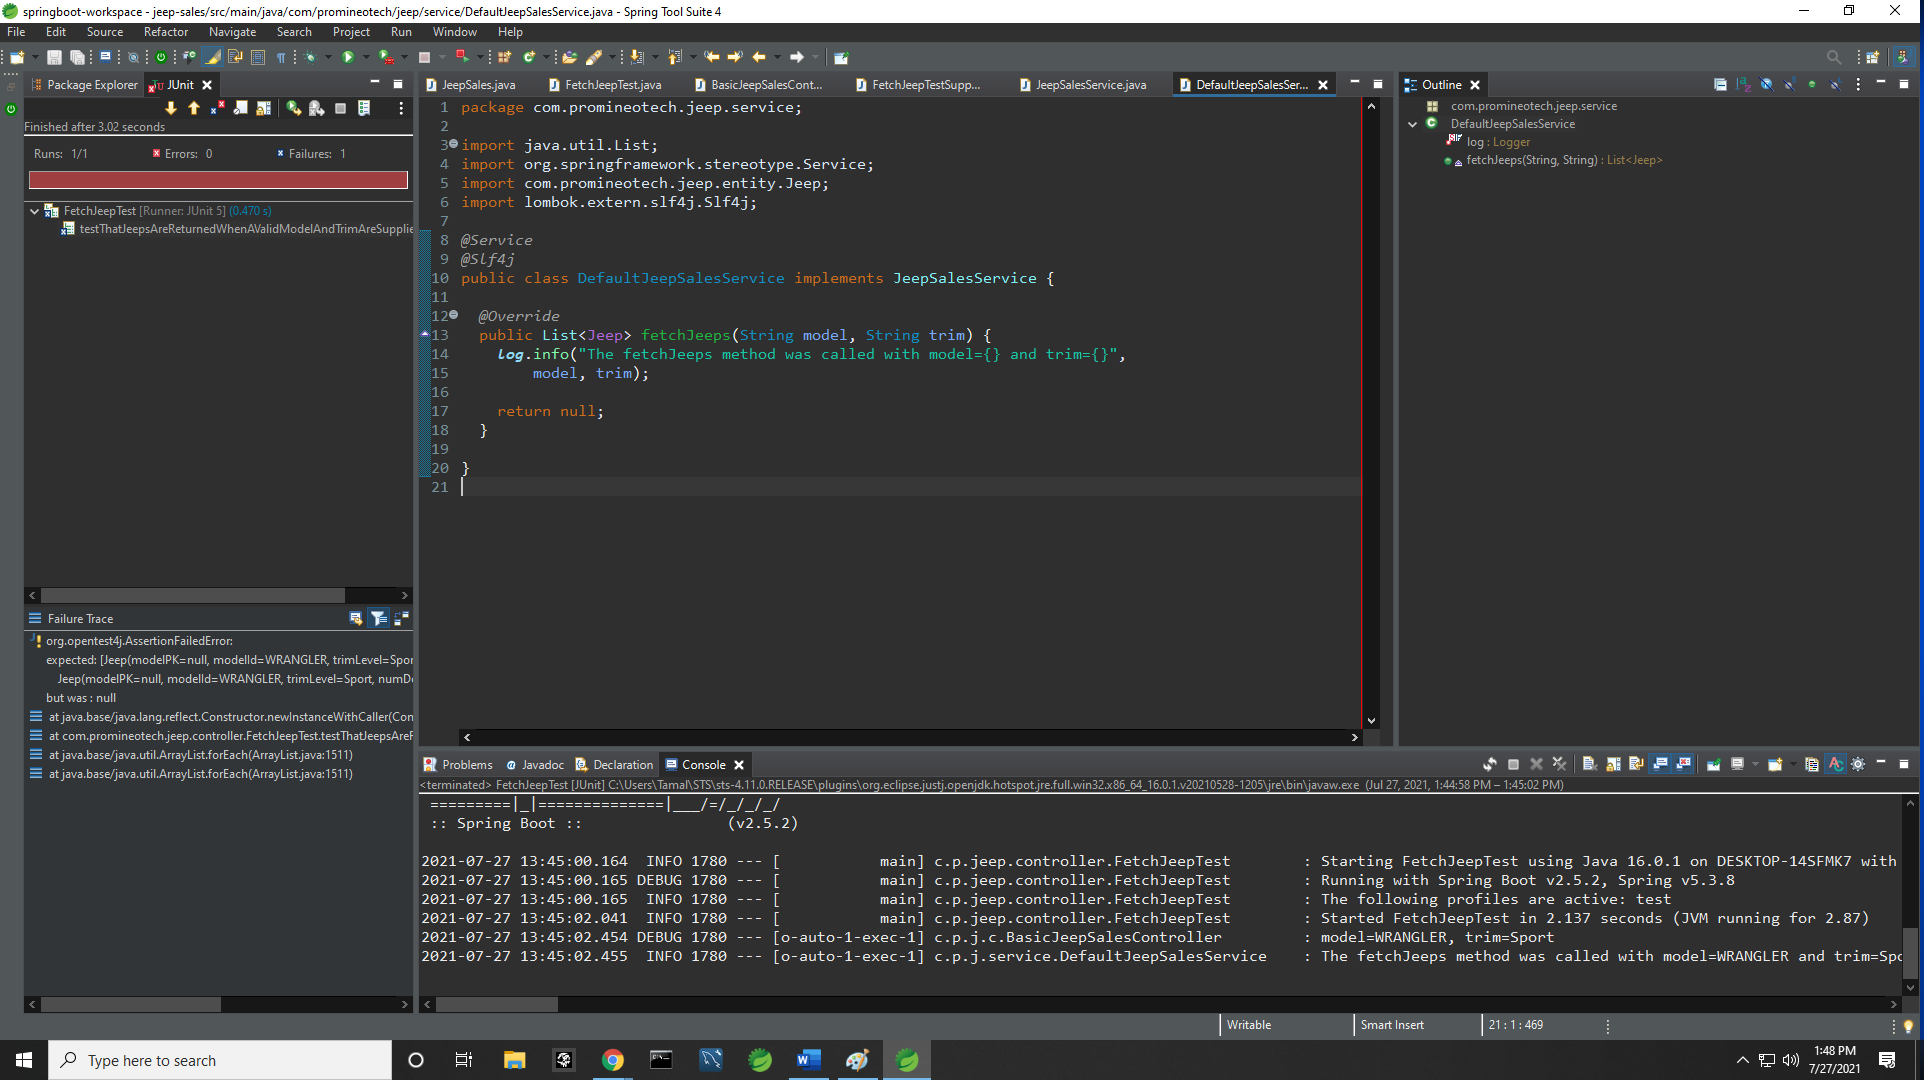 springboot-workspace - jeep-sales/src/main/java/com/promineotech/jeep/service/DefaultJeepSalesService.java - Spring Tool Suite 4
File Edit Source Refactor Navigate Search Project Run Window Help
Package Explorer JUnit
Finished after 3.02 seconds
Runs: 1/1 Errors: 0 Failures: 1
FetchJeepTest [Runner: JUnit 5] (0.470 s)
testThatJeepsAreReturnedWhenAValidModelAndTrimAreSupplie
Failure Trace
org.opentest4j.AssertionFailedError:
expected: [Jeep(modelPK=null, modelId=WRANGLER, trimLevel=Spor
Jeep(modelPK=null, modelId=WRANGLER, trimLevel=Sport, numDo
but was : null
at java.base/java.lang.reflect.Constructor.newInstanceWithCaller(Con
at com.promineotech.jeep.controller.FetchJeepTest.testThatJeepsAreR
at java.base/java.util.ArrayList.forEach(ArrayList.java:1511)
at java.base/java.util.ArrayList.forEach(ArrayList.java:1511)
JeepSales.java FetchJeepTest.java BasicJeepSalesCont... FetchJeepTestSupp... JeepSalesService.java DefaultJeepSalesSer...
1 package com.promineotech.jeep.service;
2
3 import java.util.List;
4 import org.springframework.stereotype.Service;
5 import com.promineotech.jeep.entity.Jeep;
6 import lombok.extern.slf4j.Slf4j;
7
8 @Service
9 @Slf4j
10 public class DefaultJeepSalesService implements JeepSalesService {
11
12 @Override
13 public List<Jeep> fetchJeeps(String model, String trim) {
14 log.info("The fetchJeeps method was called with model={} and trim={}",
15 model, trim);
16
17 return null;
18 }
19
20 }
21
Outline
com.promineotech.jeep.service
DefaultJeepSalesService
log : Logger
fetchJeeps(String, String) : List<Jeep>
Problems Javadoc Declaration Console
<terminated> FetchJeepTest [JUnit] C:\Users\Tamal\STS\sts-4.11.0.RELEASE\plugins\org.eclipse.justj.openjdk.hotspot.jre.full.win32.x86_64_16.0.1.v20210528-1205\jre\bin\javaw.exe (Jul 27, 2021, 1:44:58 PM – 1:45:02 PM)
=========|_|==============|___/=/_/_/_/
:: Spring Boot :: (v2.5.2)
2021-07-27 13:45:00.164 INFO 1780 --- [ main] c.p.jeep.controller.FetchJeepTest : Starting FetchJeepTest using Java 16.0.1 on DESKTOP-14SFMK7 with
2021-07-27 13:45:00.165 DEBUG 1780 --- [ main] c.p.jeep.controller.FetchJeepTest : Running with Spring Boot v2.5.2, Spring v5.3.8
2021-07-27 13:45:00.165 INFO 1780 --- [ main] c.p.jeep.controller.FetchJeepTest : The following profiles are active: test
2021-07-27 13:45:02.041 INFO 1780 --- [ main] c.p.jeep.controller.FetchJeepTest : Started FetchJeepTest in 2.137 seconds (JVM running for 2.87)
2021-07-27 13:45:02.454 DEBUG 1780 --- [o-auto-1-exec-1] c.p.j.c.BasicJeepSalesController : model=WRANGLER, trim=Sport
2021-07-27 13:45:02.455 INFO 1780 --- [o-auto-1-exec-1] c.p.j.service.DefaultJeepSalesService : The fetchJeeps method was called with model=WRANGLER and trim=Spo
Writable Smart Insert 21 : 1 : 469
Type here to search
1:48 PM
7/27/2021